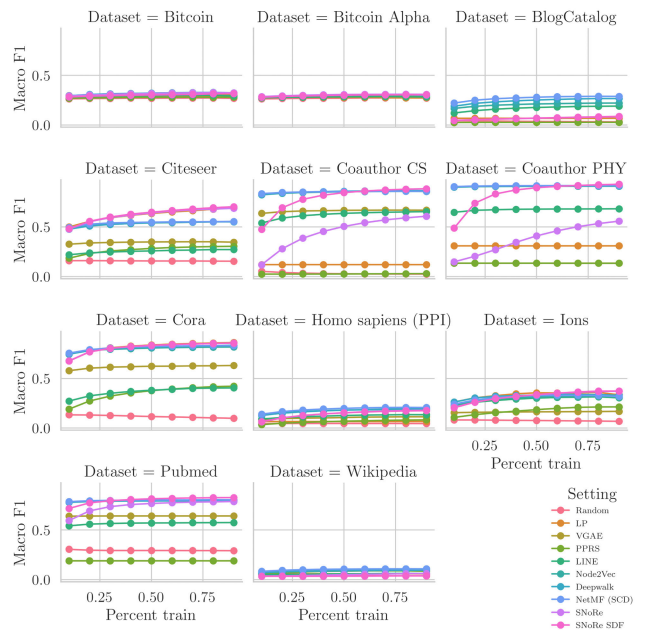 Dataset = Bitcoin
Dataset = Bitcoin Alpha
Dataset = BlogCatalog
Macro F1
0.5
0.0
Dataset = Citeseer
Dataset = Coauthor CS
Dataset = Coauthor PHY
Macro F1
0.5
0.0
Dataset = Cora
Dataset = Homo sapiens (PPI)
Dataset = Ions
Macro F1
0.5
0.0
0.25 0.50 0.75
Percent train
Dataset = Pubmed
Dataset = Wikipedia
Macro F1
0.5
0.0
0.25 0.50 0.75
0.25 0.50 0.75
Percent train
Percent train
Setting
Random
LP
VGAE
PPRS
LINE
Node2Vec
Deepwalk
NetMF (SCD)
SNoRe
SNoRe SDF